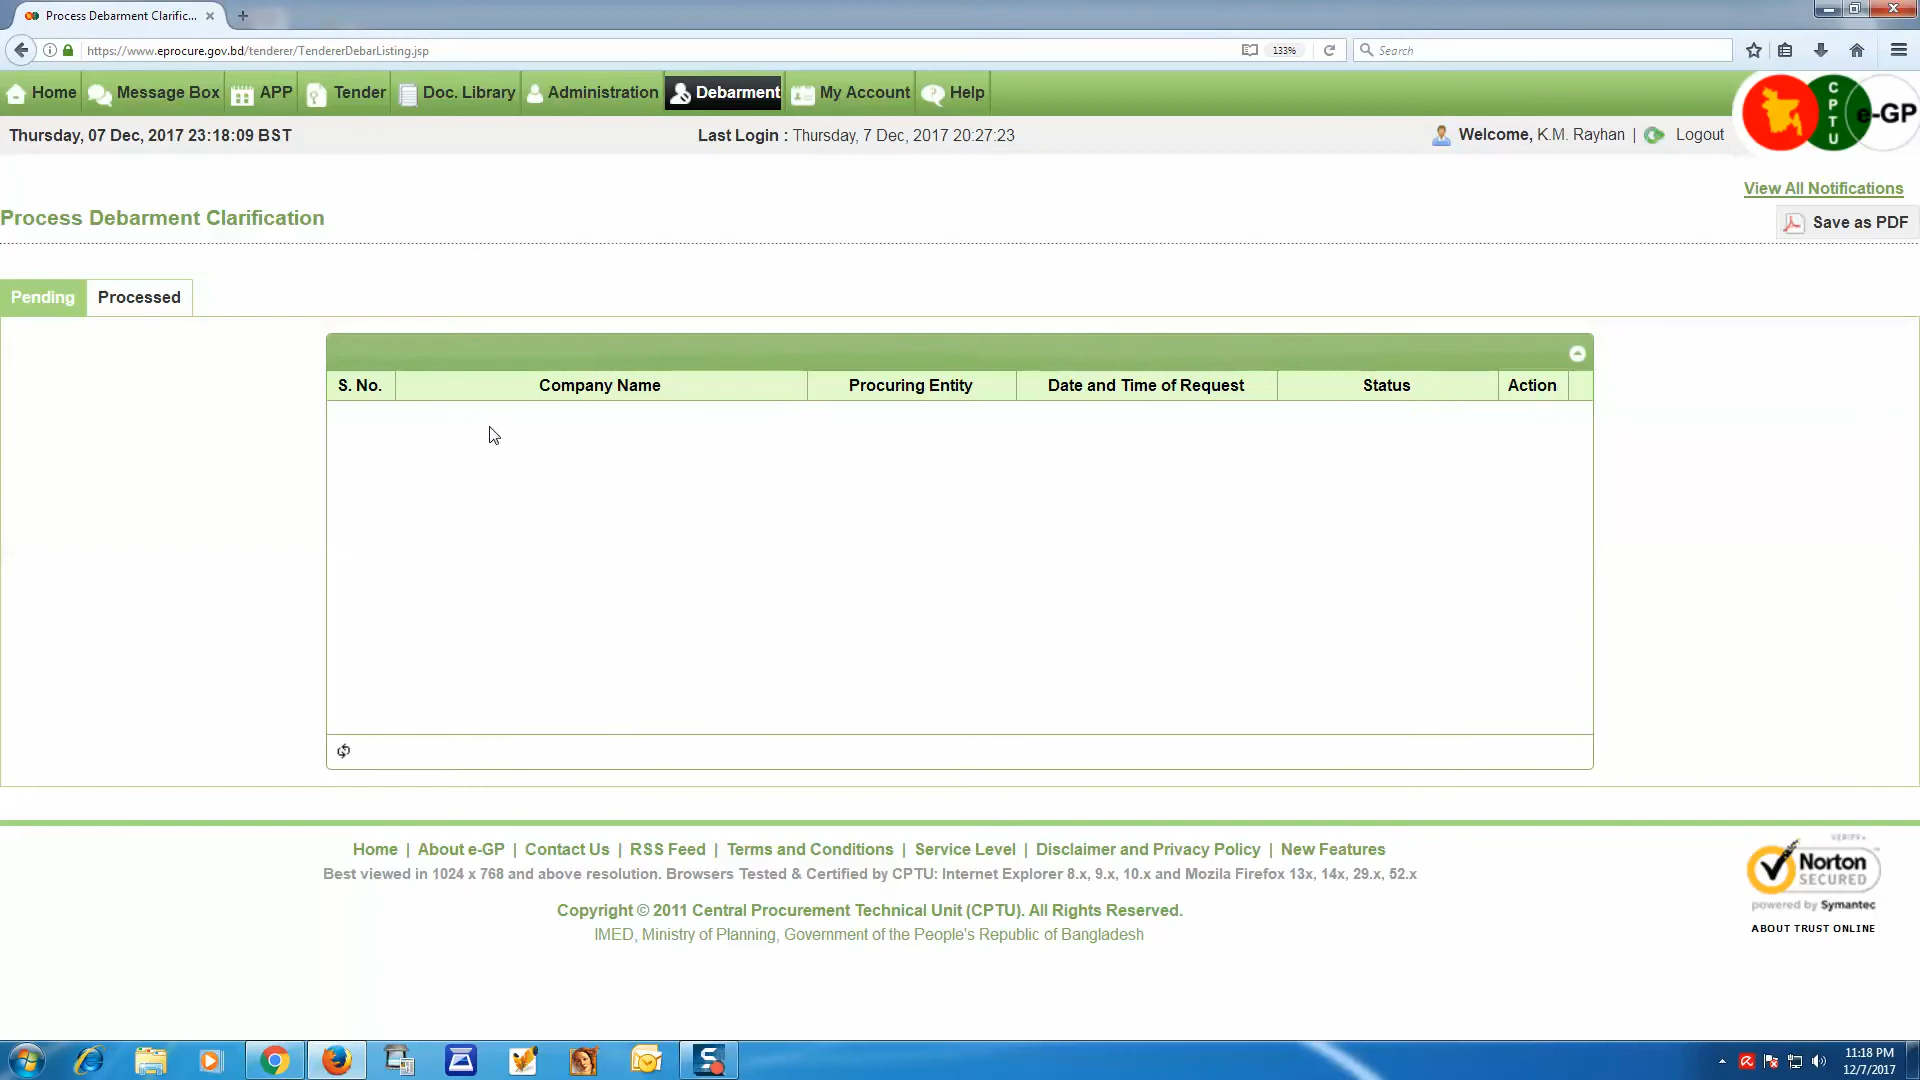 Process Debarment Clarific...
https://www.eprocure.gov.bd/tenderer/TendererDebarListing.jsp
133%
Search
Home
Message Box
APP
Tender
Doc. Library
Administration
Debarment
My Account
Help
C
P
T
U
e-GP
Thursday, 07 Dec, 2017 23:18:09 BST
Last Login : Thursday, 7 Dec, 2017 20:27:23
Welcome, K.M. Rayhan | Logout
View All Notifications
Process Debarment Clarification
Save as PDF
Pending
Processed
S. No.
Company Name
Procuring Entity
Date and Time of Request
Status
Action
Home | About e-GP | Contact Us | RSS Feed | Terms and Conditions | Service Level | Disclaimer and Privacy Policy | New Features
Best viewed in 1024 x 768 and above resolution. Browsers Tested & Certified by CPTU: Internet Explorer 8.x, 9.x, 10.x and Mozilla Firefox 13x, 14x, 29.x, 52.x
Copyright © 2011 Central Procurement Technical Unit (CPTU). All Rights Reserved.
IMED, Ministry of Planning, Government of the People's Republic of Bangladesh
VERIFY
Norton
SECURED
powered by Symantec
ABOUT TRUST ONLINE
S
11:18 PM
12/7/2017